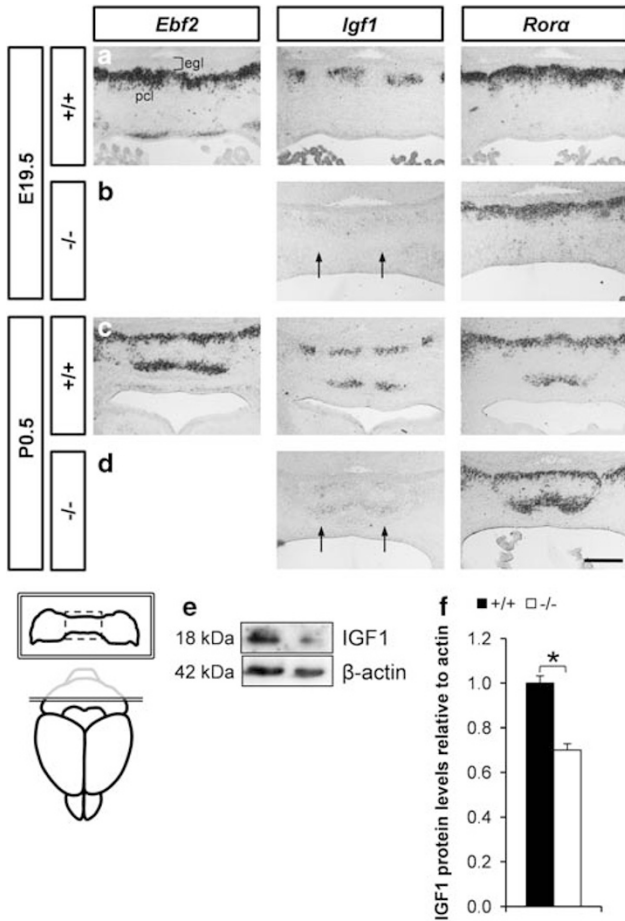 Ebf2
Igf1
Rorα
E19.5
+/+
a
egl
pcl
-/-
b
P0.5
+/+
c
-/-
d
e
18 kDa
IGF1
42 kDa
β-actin
f
+/+
-/-
IGF1 protein levels relative to actin
1.2
1.0
0.8
0.6
0.4
0.2
0.0
*